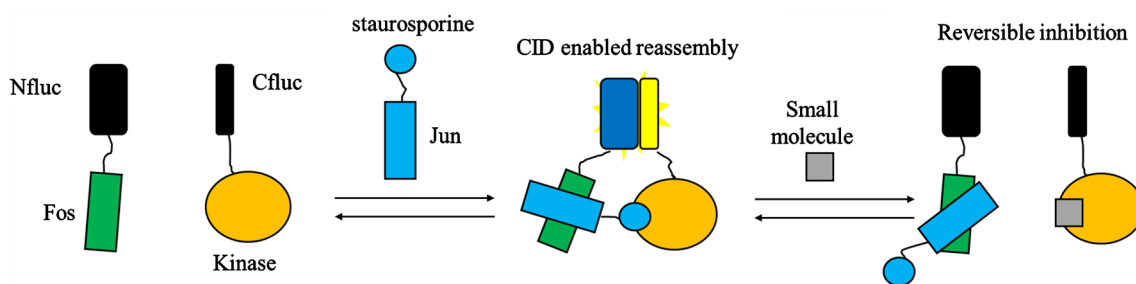 staurosporine
CID enabled reassembly
Reversible inhibition
Nfluc
Cfluc
Jun
Small
molecule
Fos
Kinase